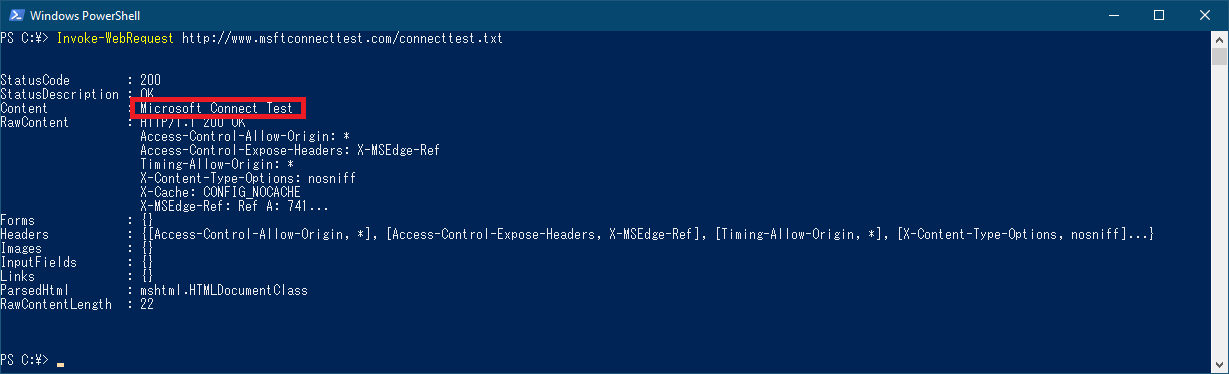 Windows PowerShell
PS C:¥> Invoke-WebRequest http://www.msftconnecttest.com/connecttest.txt
StatusCode : 200
StatusDescription : OK
Content : Microsoft Connect Test
RawContent : HTTP/1.1 200 OK
Access-Control-Allow-Origin: *
Access-Control-Expose-Headers: X-MSEdge-Ref
Timing-Allow-Origin: *
X-Content-Type-Options: nosniff
X-Cache: CONFIG_NOCACHE
X-MSEdge-Ref: Ref A: 741...
Forms : {}
Headers : {[Access-Control-Allow-Origin, *], [Access-Control-Expose-Headers, X-MSEdge-Ref], [Timing-Allow-Origin, *], [X-Content-Type-Options, nosniff]...}
Images : {}
InputFields : {}
Links : {}
ParsedHtml : mshtml.HTMLDocumentClass
RawContentLength : 22
PS C:¥>